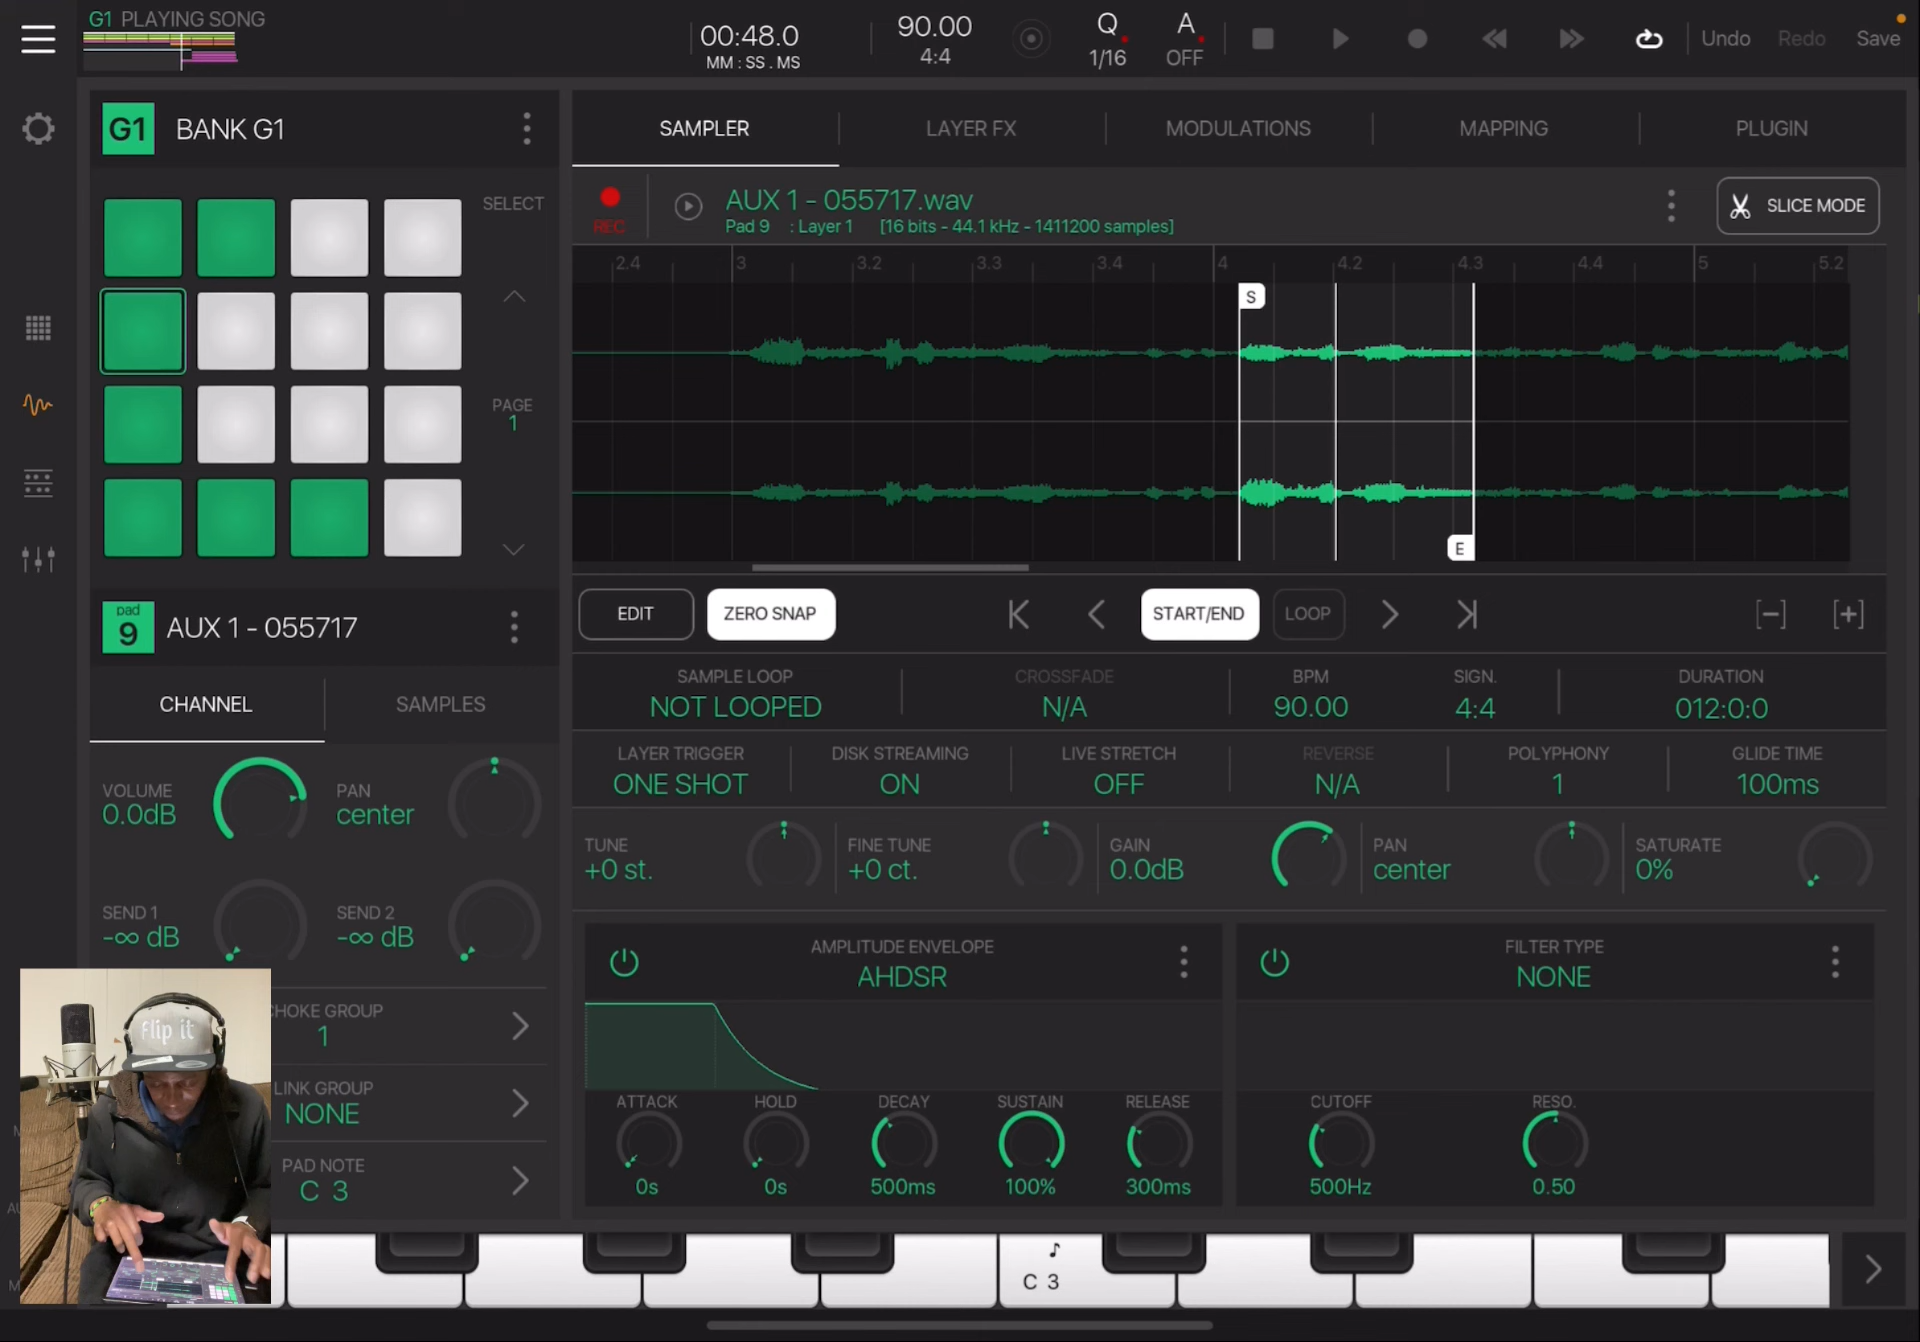 G1 PLAYING SONG
00:48.0
MM : SS . MS
90.00
4:4
Q
1/16
A
OFF
Undo
Redo
Save
G1 BANK G1
SELECT
PAGE
1
pad
9
AUX 1 - 055717
CHANNEL
SAMPLES
VOLUME
0.0dB
PAN
center
SEND 1
-∞ dB
SEND 2
-∞ dB
CHOKE GROUP
1
LINK GROUP
NONE
PAD NOTE
C 3
Flip it
SAMPLER
LAYER FX
MODULATIONS
MAPPING
PLUGIN
REC
AUX 1 - 055717.wav
Pad 9 : Layer 1 [16 bits - 44.1 kHz - 1411200 samples]
SLICE MODE
2.4 3 3.2 3.3 3.4 4 4.2 4.3 4.4 5 5.2
S
E
EDIT
ZERO SNAP
START/END
LOOP
[-]
[+]
SAMPLE LOOP
NOT LOOPED
CROSSFADE
N/A
BPM
90.00
SIGN.
4:4
DURATION
012:0:0
LAYER TRIGGER
ONE SHOT
DISK STREAMING
ON
LIVE STRETCH
OFF
REVERSE
N/A
POLYPHONY
1
GLIDE TIME
100ms
TUNE
+0 st.
FINE TUNE
+0 ct.
GAIN
0.0dB
PAN
center
SATURATE
0%
AMPLITUDE ENVELOPE
AHDSR
ATTACK
0s
HOLD
0s
DECAY
500ms
SUSTAIN
100%
RELEASE
300ms
FILTER TYPE
NONE
CUTOFF
500Hz
RESO.
0.50
C 3